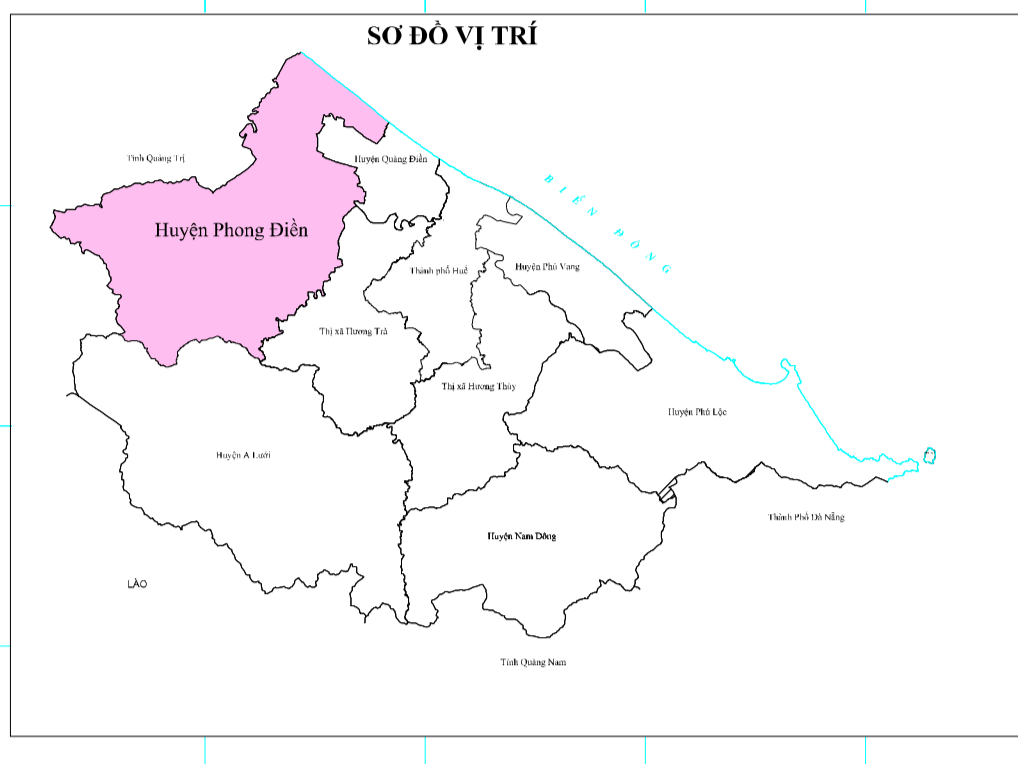 SƠ ĐỒ VỊ TRÍ
Tỉnh Quảng Trị
Huyện Quảng Điền
BIỂN ĐÔNG
Huyện Phong Điền
Thành phố Huế
Huyện Phú Vang
Thị xã Hương Trà
Thị xã Hương Thủy
Huyện Phú Lộc
Huyện A Lưới
Thành Phố Đà Nẵng
Huyện Nam Đông
LÀO
Tỉnh Quảng Nam